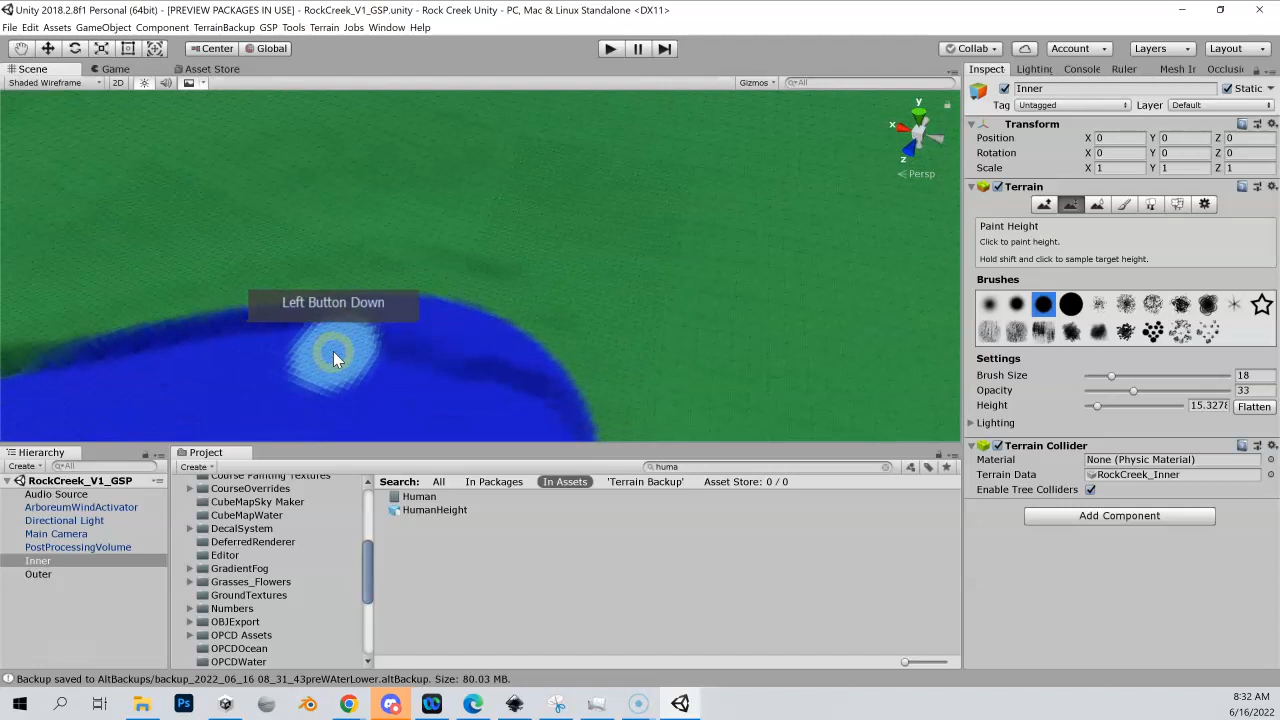 Unity 2018.2.8f1 Personal (64bit) - [PREVIEW PACKAGES IN USE] - RockCreek_V1_GSP.unity - Rock Creek Unity - PC, Mac & Linux Standalone <DX11>
File Edit Assets GameObject Component TerrainBackup GSP Tools Terrain Jobs Window Help
Center Global Collab Account Layers Layout
Scene Game Asset Store
Shaded Wireframe 2D Gizmos All
y
x
z
Persp
Left Button Down
Inspect Lighting Console Ruler Mesh In Occlusi
Inner Static
Tag Untagged Layer Default
Transform
Position X 0 Y 0 Z 0
Rotation X 0 Y 0 Z 0
Scale X 1 Y 1 Z 1
Terrain
Paint Height
Click to paint height.
Hold shift and click to sample target height.
Brushes
Settings
Brush Size 18
Opacity 33
Height 15.3278 Flatten
Lighting
Terrain Collider
Material None (Physic Material)
Terrain Data RockCreek_Inner
Enable Tree Colliders
Add Component
Hierarchy
Create All
RockCreek_V1_GSP
Audio Source
ArboreumWindActivator
Directional Light
Main Camera
PostProcessingVolume
Inner
Outer
Project
Create huma
Course Painting Textures
CourseOverrides
CubeMapSky Maker
CubeMapWater
DecalSystem
DeferredRenderer
Editor
GradientFog
Grasses_Flowers
GroundTextures
Numbers
OBJExport
OPCD Assets
OPCDOcean
OPCDWater
Search: All In Packages In Assets 'Terrain Backup' Asset Store: 0 / 0
Human
HumanHeight
Backup saved to AltBackups/backup_2022_06_16 08_31_43preWAterLower.altBackup. Size: 80.03 MB.
Ps
8:32 AM
6/16/2022